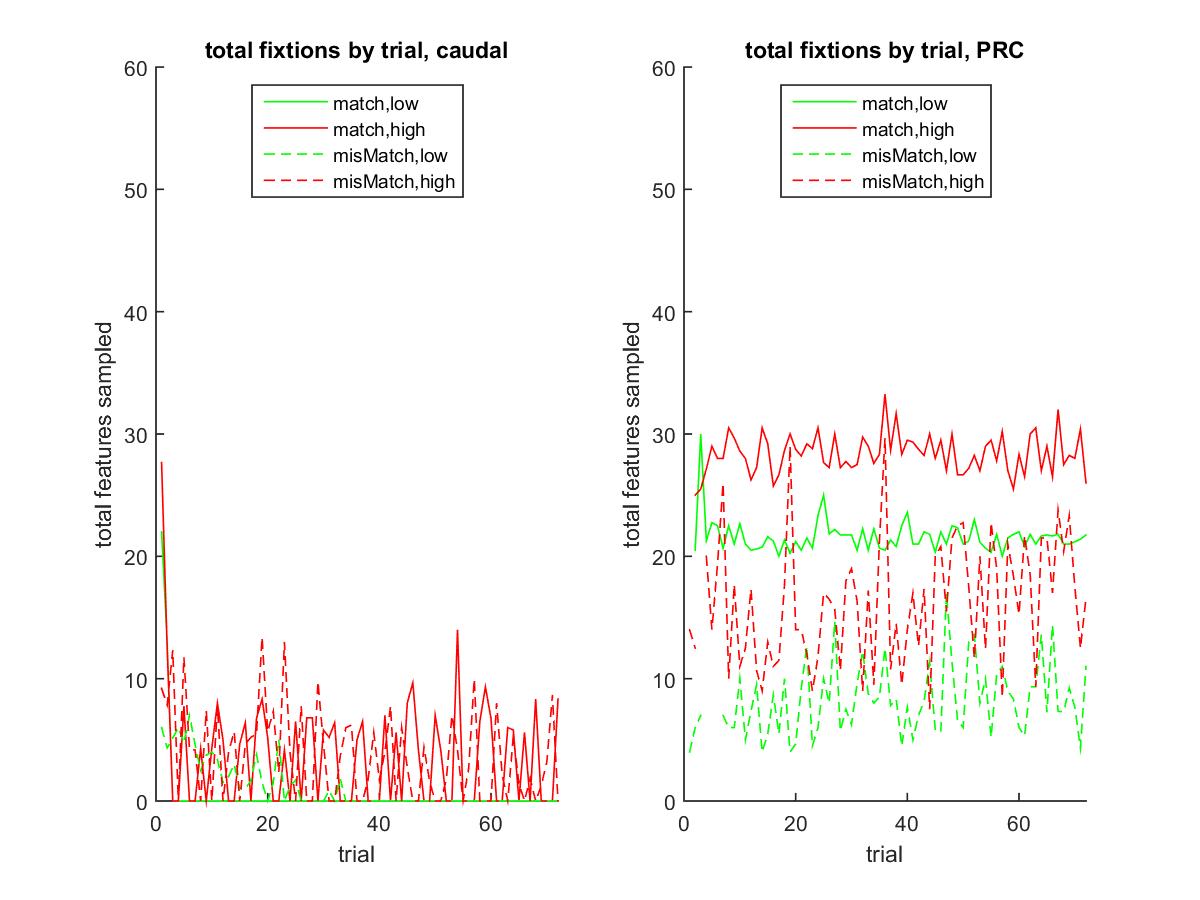 total fixtions by trial, caudal
60
50
40
30
20
10
0
total features sampled
match,low
match,high
misMatch,low
misMatch,high
0
20
40
60
trial
total fixtions by trial, PRC
60
50
40
30
20
10
0
total features sampled
match,low
match,high
misMatch,low
misMatch,high
0
20
40
60
trial